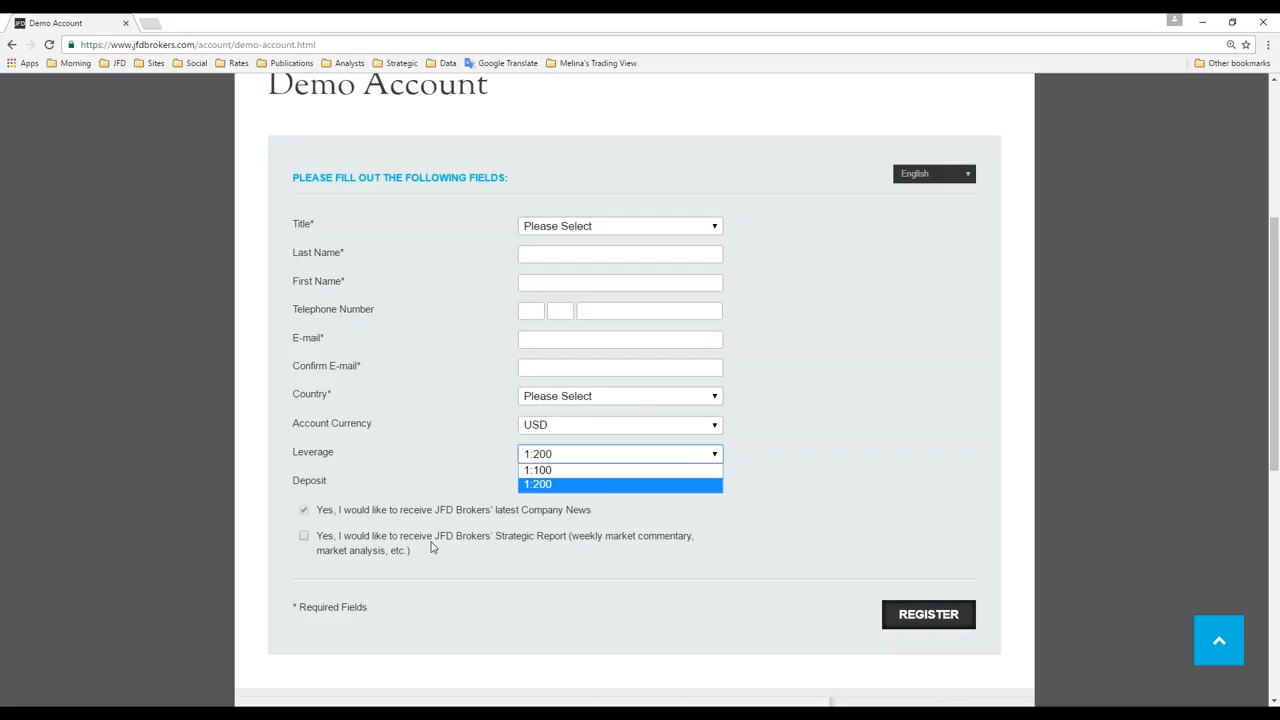 JFD Demo Account
https://www.jfdbrokers.com/account/demo-account.html
Apps Morning JFD Sites Social Rates Publications Analysts Strategic Data Google Translate Melina's Trading View Other bookmarks
Demo Account
PLEASE FILL OUT THE FOLLOWING FIELDS:
English
Title* Please Select
Last Name*
First Name*
Telephone Number
E-mail*
Confirm E-mail*
Country* Please Select
Account Currency USD
Leverage 1:200
1:100
Deposit 1:200
Yes, I would like to receive JFD Brokers' latest Company News
Yes, I would like to receive JFD Brokers' Strategic Report (weekly market commentary,
market analysis, etc.)
* Required Fields
REGISTER